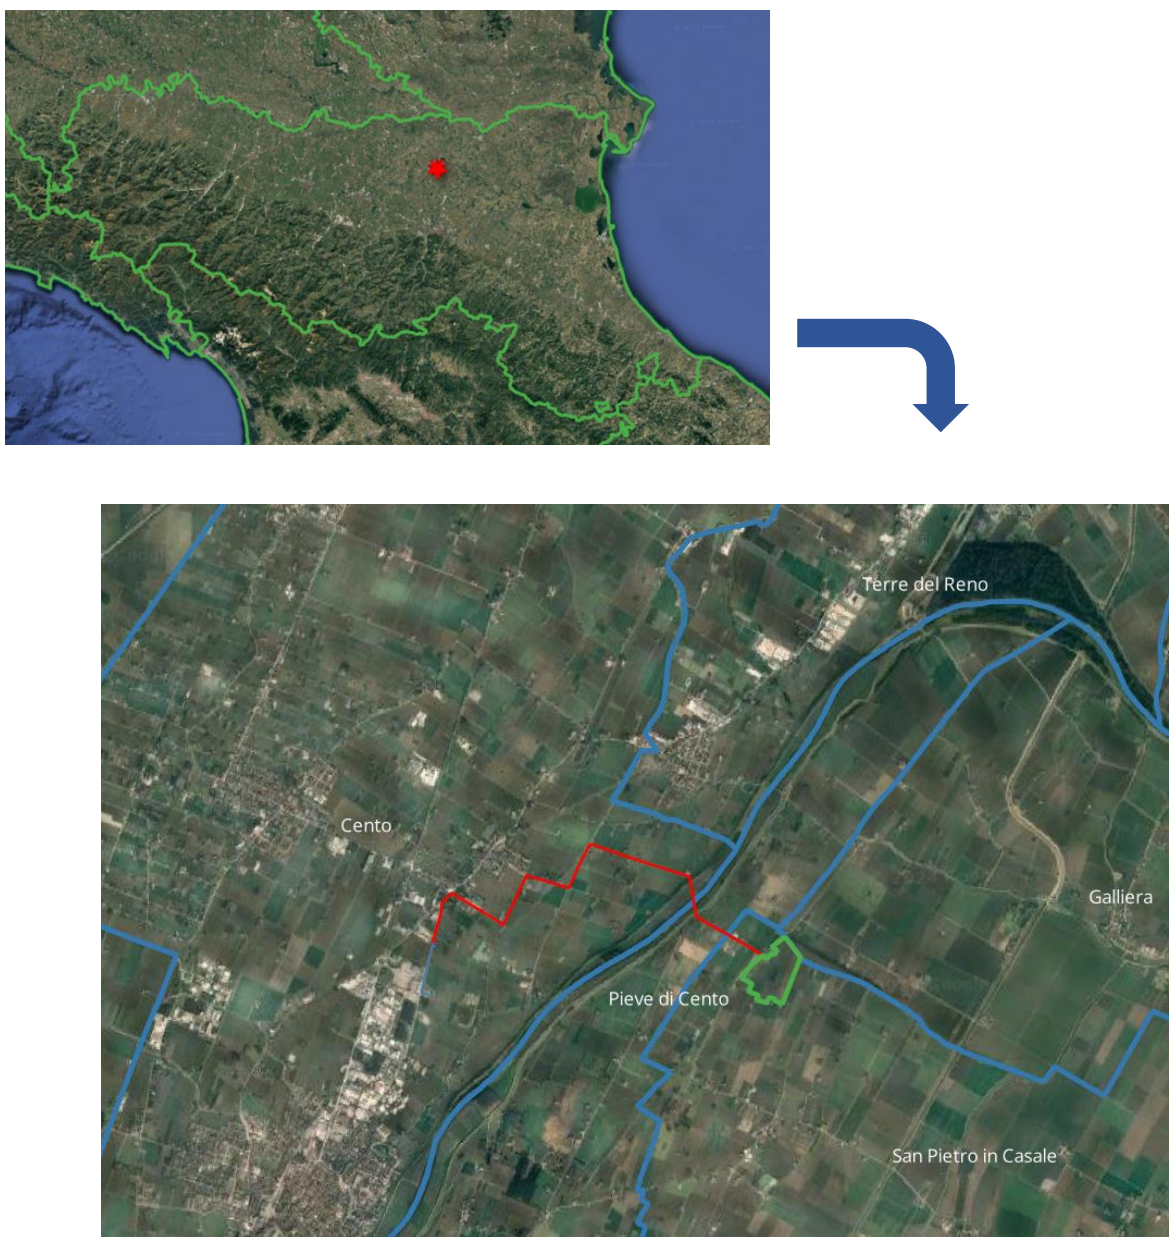 Terre del Reno
Cento
Galliera
Pieve di Cento
San Pietro in Casale